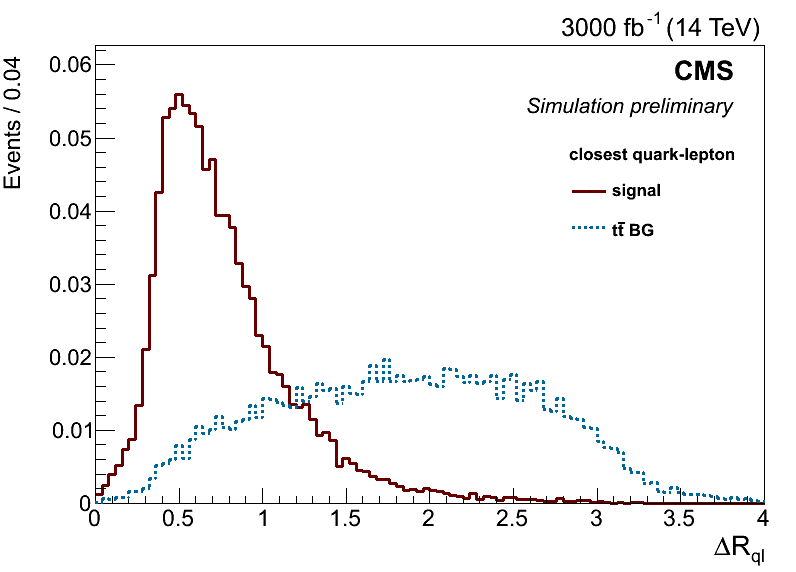 3000 fb⁻¹ (14 TeV)
Events / 0.04
CMS
Simulation preliminary
closest quark-lepton
signal
tt̄ BG
0.06
0.05
0.04
0.03
0.02
0.01
0
0 0.5 1 1.5 2 2.5 3 3.5 4
ΔR_ql